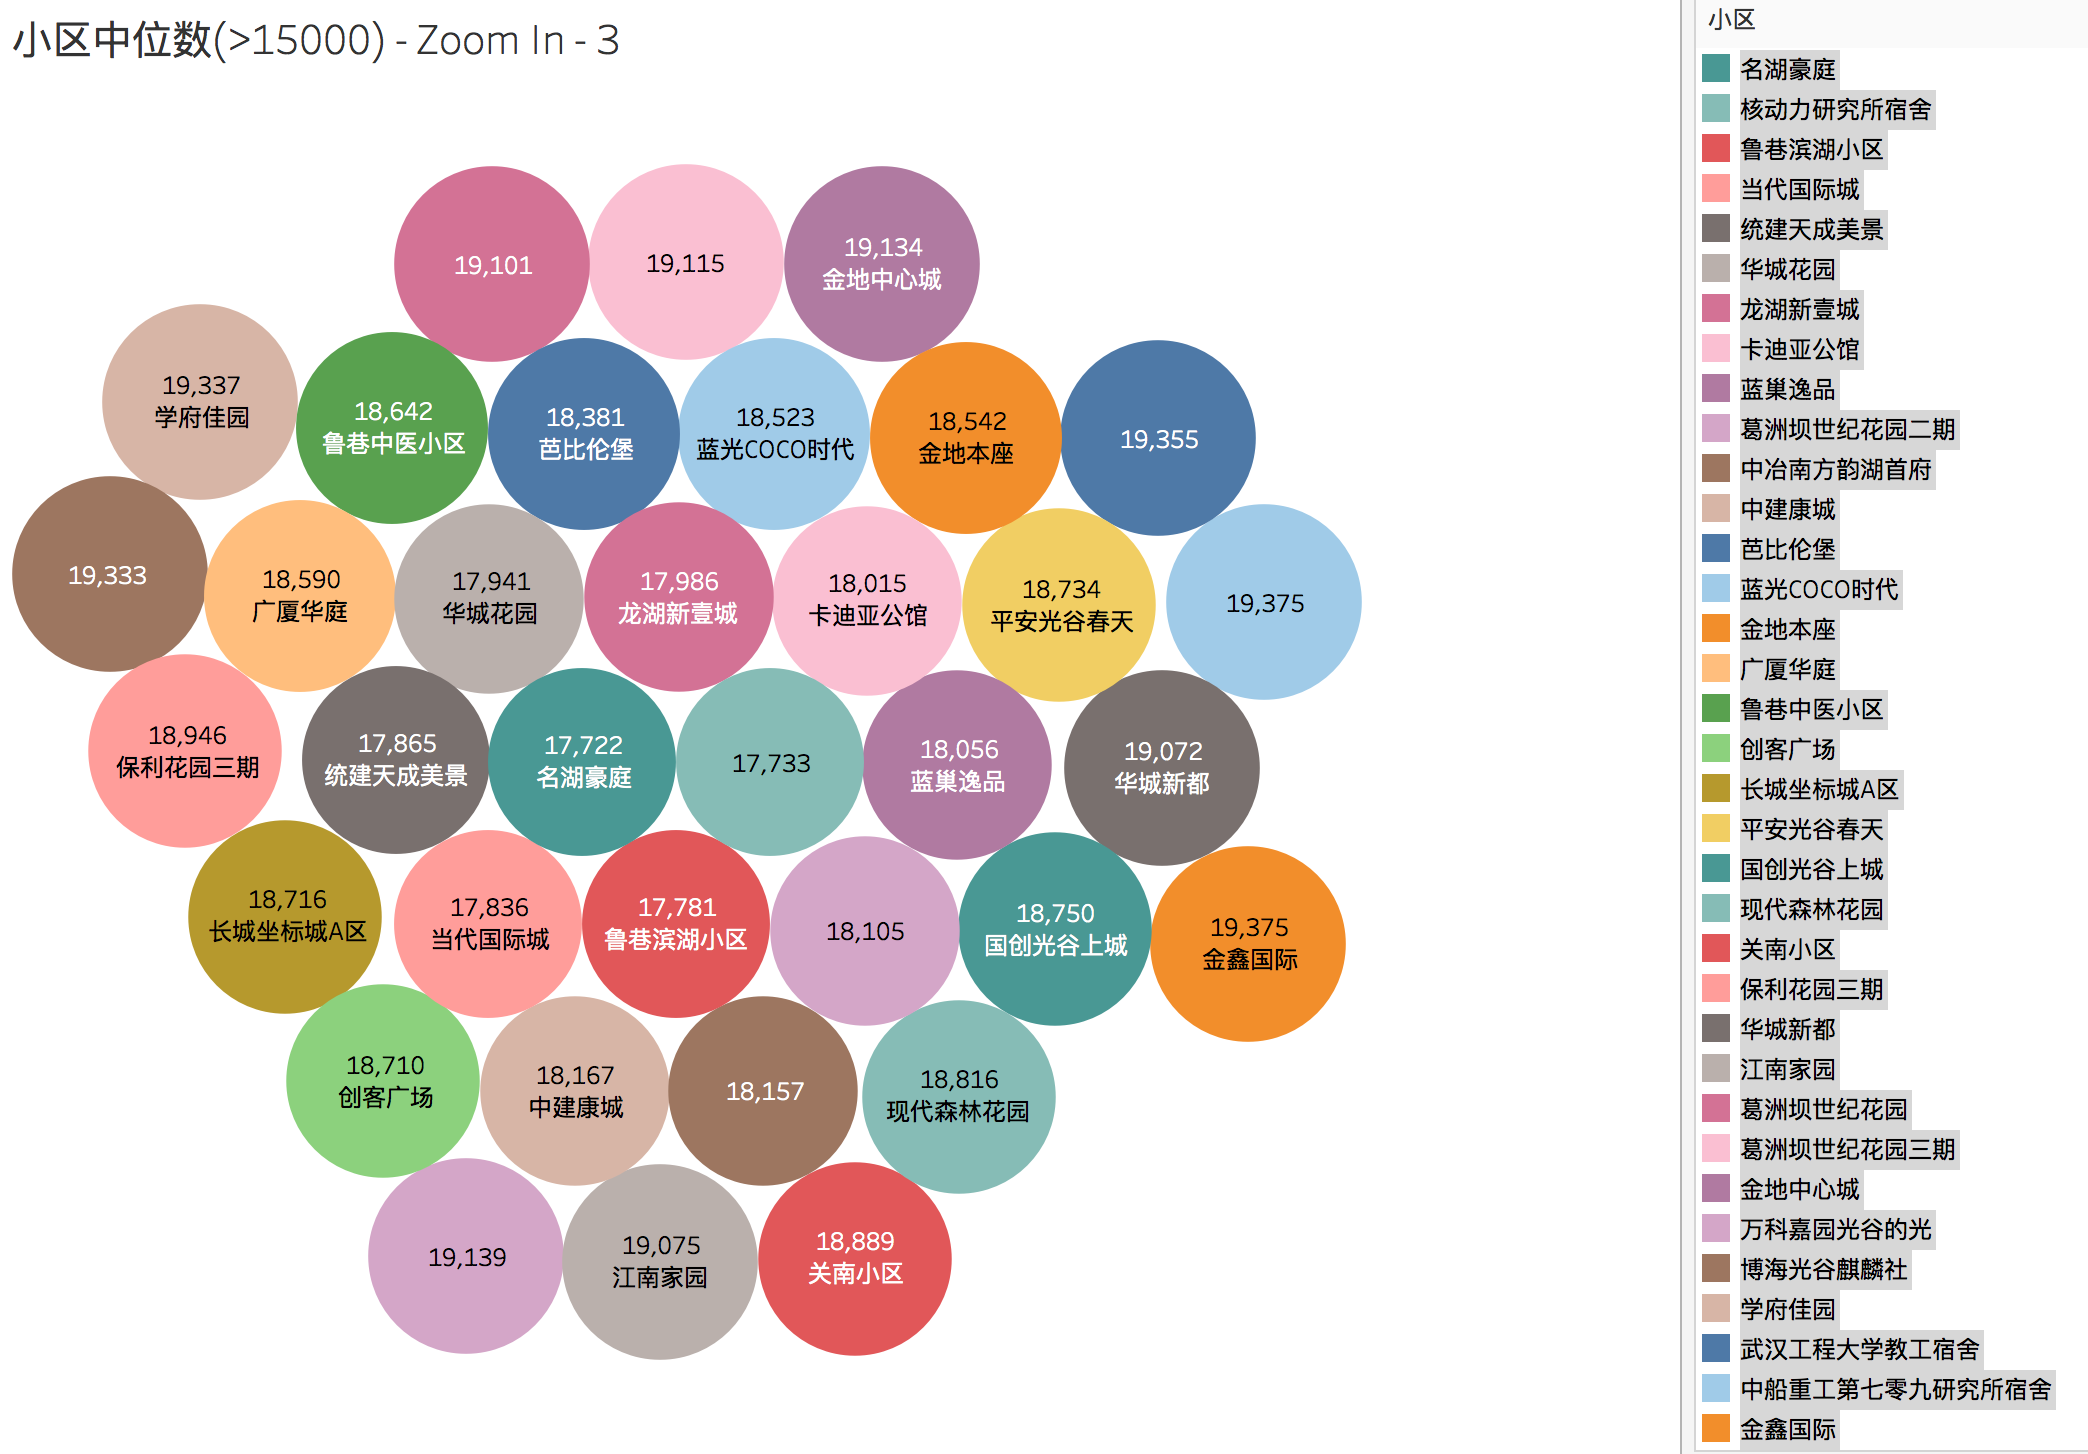 小区中位数(>15000) - Zoom In - 3
19,101
19,115
19,134
金地中心城
19,337
学府佳园
18,642
鲁巷中医小区
18,381
芭比伦堡
18,523
蓝光COCO时代
18,542
金地本座
19,355
19,333
18,590
广厦华庭
17,941
华城花园
17,986
龙湖新壹城
18,015
卡迪亚公馆
18,734
平安光谷春天
19,375
18,946
保利花园三期
17,865
统建天成美景
17,722
名湖豪庭
17,733
18,056
蓝巢逸品
19,072
华城新都
18,716
长城坐标城A区
17,836
当代国际城
17,781
鲁巷滨湖小区
18,105
18,750
国创光谷上城
19,375
金鑫国际
18,710
创客广场
18,167
中建康城
18,157
18,816
现代森林花园
19,139
19,075
江南家园
18,889
关南小区
小区
名湖豪庭
核动力研究所宿舍
鲁巷滨湖小区
当代国际城
统建天成美景
华城花园
龙湖新壹城
卡迪亚公馆
蓝巢逸品
葛洲坝世纪花园二期
中冶南方韵湖首府
中建康城
芭比伦堡
蓝光COCO时代
金地本座
广厦华庭
鲁巷中医小区
创客广场
长城坐标城A区
平安光谷春天
国创光谷上城
现代森林花园
关南小区
保利花园三期
华城新都
江南家园
葛洲坝世纪花园
葛洲坝世纪花园三期
金地中心城
万科嘉园光谷的光
博海光谷麒麟社
学府佳园
武汉工程大学教工宿舍
中船重工第七零九研究所宿舍
金鑫国际